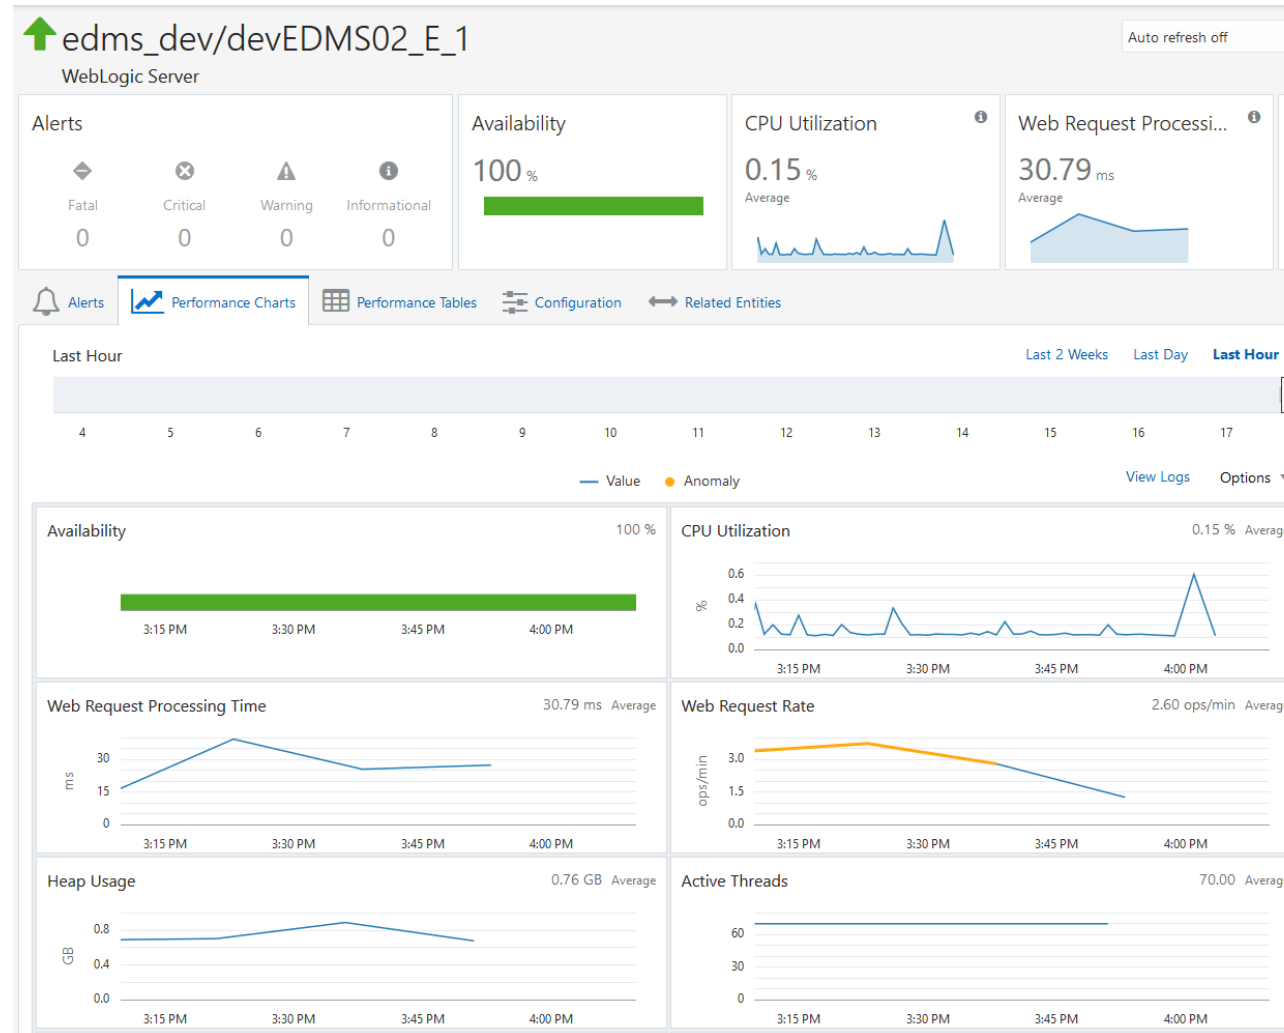 edms_dev/devEDMS02_E_1
Auto refresh off
WebLogic Server
Alerts
Fatal Critical Warning Informational
0 0 0 0
Availability
100 %
CPU Utilization
0.15 %
Average
Web Request Processi...
30.79 ms
Average
Alerts Performance Charts Performance Tables Configuration Related Entities
Last Hour Last 2 Weeks Last Day Last Hour
4 5 6 7 8 9 10 11 12 13 14 15 16 17
Value Anomaly View Logs Options
Availability 100 %
3:15 PM 3:30 PM 3:45 PM 4:00 PM
CPU Utilization 0.15 % Averag
%
0.6
0.4
0.2
0.0
3:15 PM 3:30 PM 3:45 PM 4:00 PM
Web Request Processing Time 30.79 ms Average
ms
30
15
0
3:15 PM 3:30 PM 3:45 PM 4:00 PM
Web Request Rate 2.60 ops/min Averag
ops/min
3.0
1.5
0.0
3:15 PM 3:30 PM 3:45 PM 4:00 PM
Heap Usage 0.76 GB Average
GB
0.8
0.4
0.0
3:15 PM 3:30 PM 3:45 PM 4:00 PM
Active Threads 70.00 Averag
60
30
0
3:15 PM 3:30 PM 3:45 PM 4:00 PM